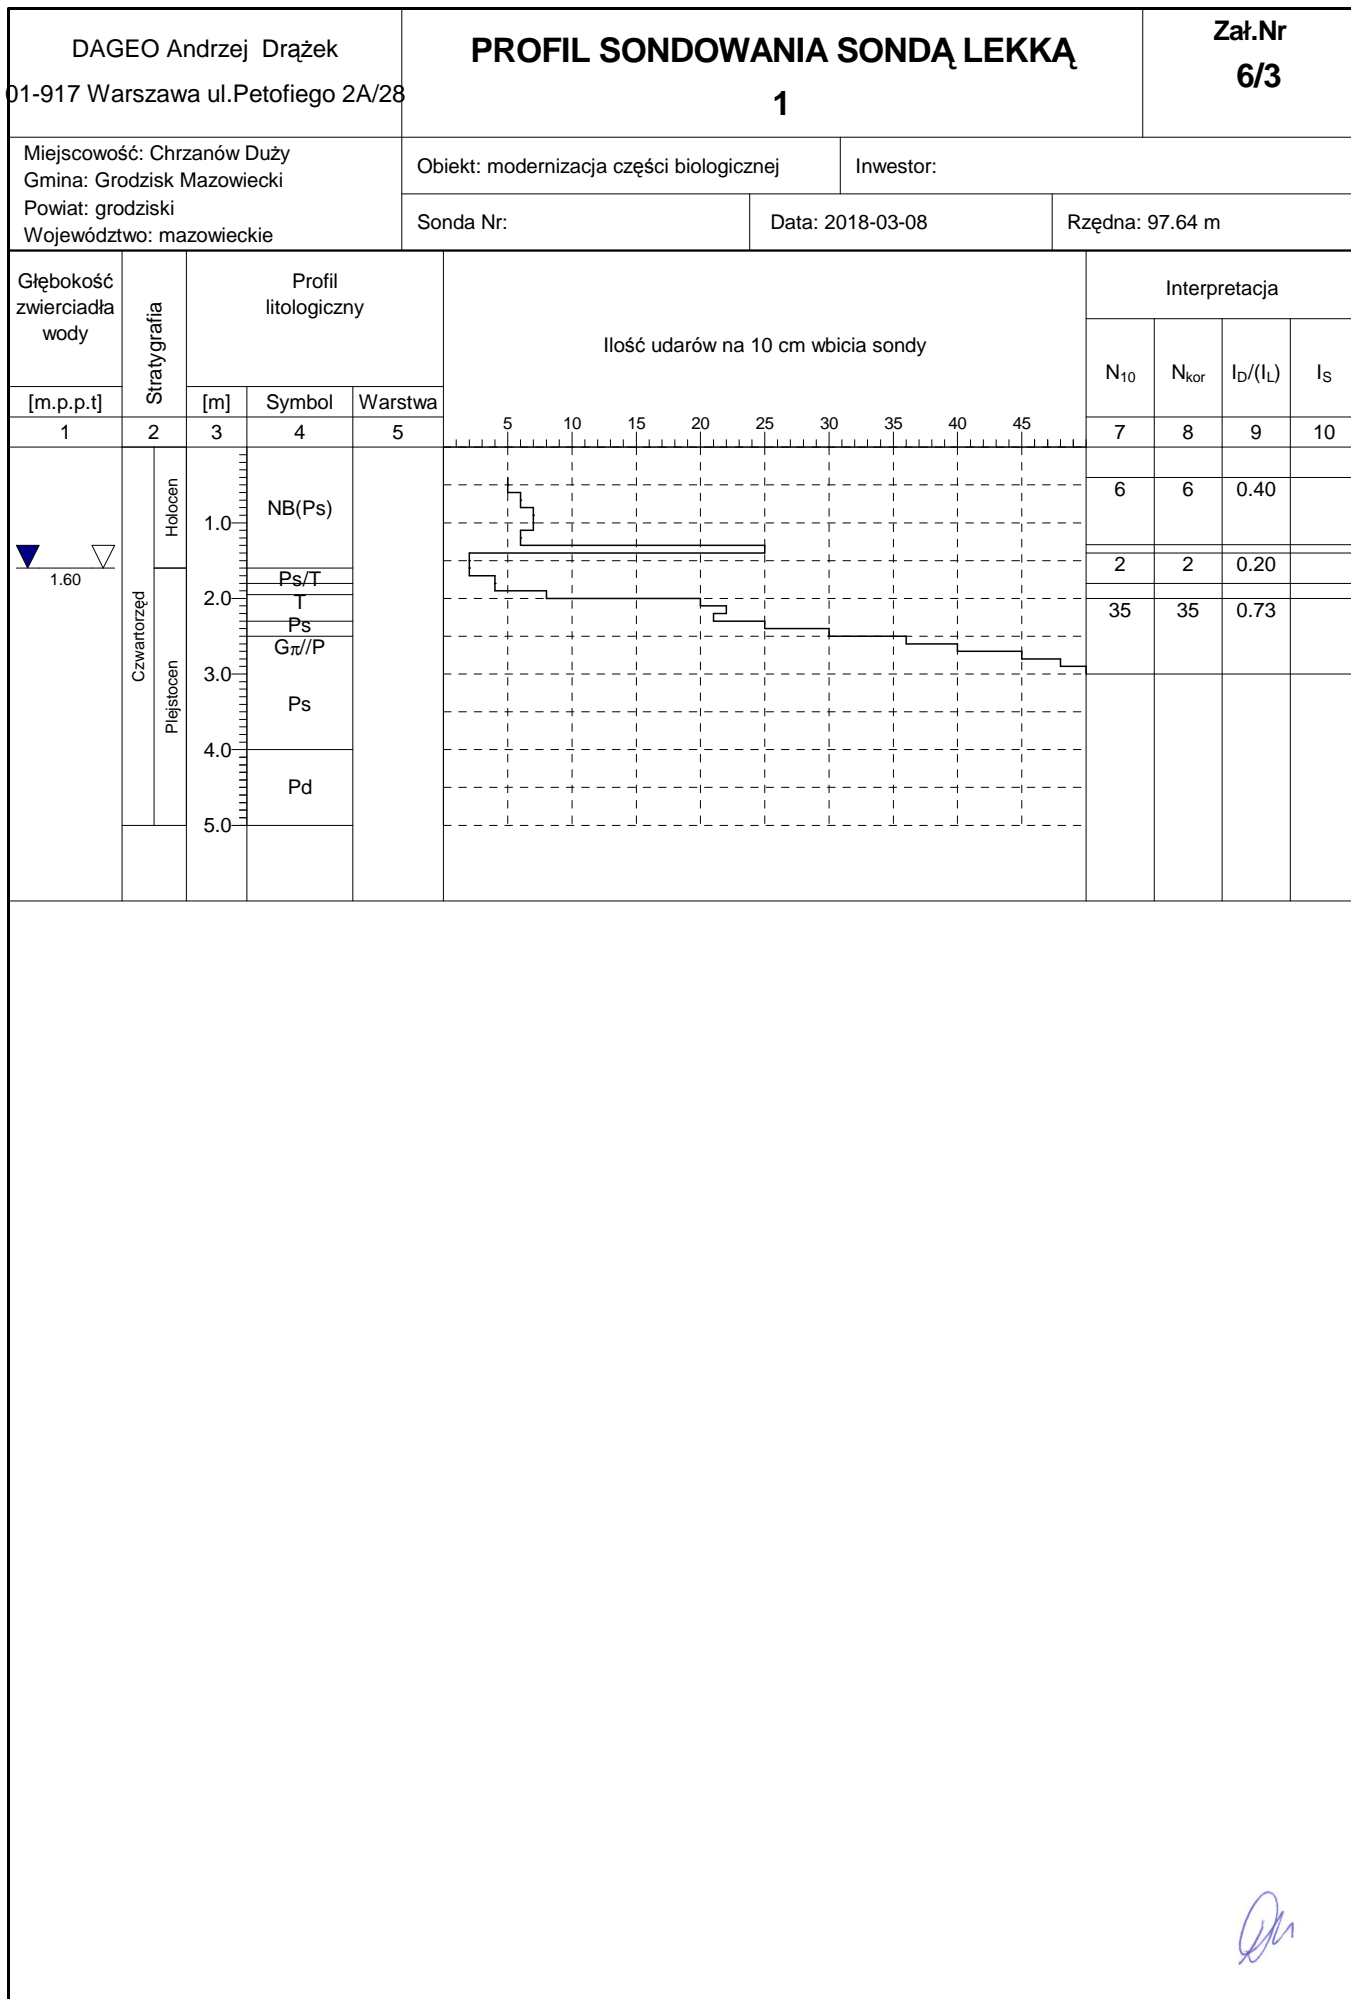 DAGEO Andrzej Drążek
01-917 Warszawa ul.Petofiego 2A/28
PROFIL SONDOWANIA SONDĄ LEKKĄ
1
Zał.Nr
6/3
Miejscowość: Chrzanów Duży
Gmina: Grodzisk Mazowiecki
Powiat: grodziski
Województwo: mazowieckie
Obiekt: modernizacja części biologicznej
Inwestor:
Sonda Nr:
Data: 2018-03-08
Rzędna: 97.64 m
Głębokość
zwierciadła
wody
[m.p.p.t]
Stratygrafia
Profil
litologiczny
[m] Symbol Warstwa
Ilość udarów na 10 cm wbicia sondy
Interpretacja
N10 Nkor ID/(IL) IS
1 2 3 4 5
5 10 15 20 25 30 35 40 45
7 8 9 10
1.60
Czwartorzęd
Holocen
Plejstocen
1.0
2.0
3.0
4.0
5.0
NB(Ps)
Ps/T
T
Ps
Gπ//P
Ps
Pd
6 6 0.40
2 2 0.20
35 35 0.73